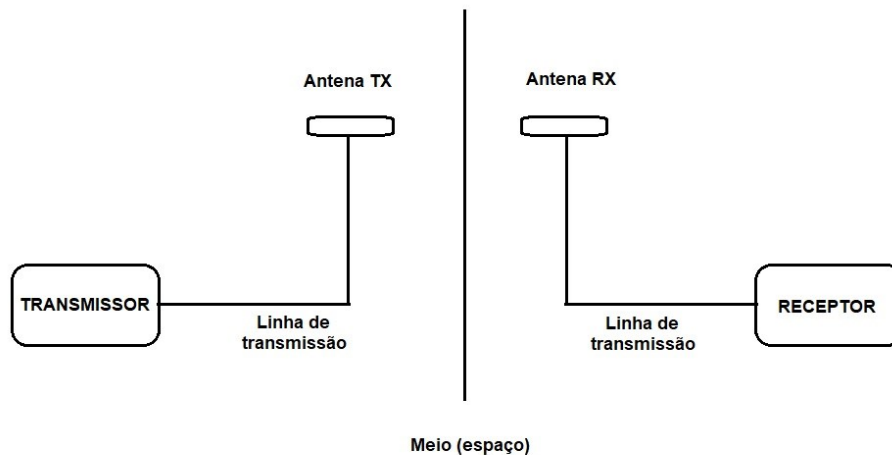 Antena TX
Antena RX
TRANSMISSOR
Linha de
transmissão
Linha de
transmissão
RECEPTOR
Meio (espaço)